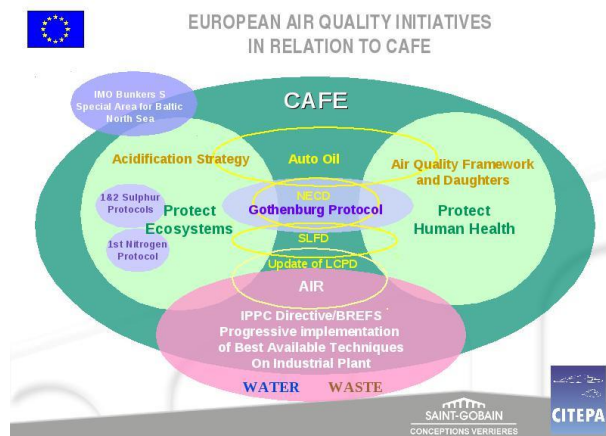 EUROPEAN AIR QUALITY INITIATIVES
IN RELATION TO CAFE
IMO Bunkers S
Special Area for Baltic
North Sea
CAFE
Acidification Strategy
Auto Oil
Air Quality Framework
and Daughters
1&2 Sulphur
Protocols
Protect
Ecosystems
NECD
Gothenburg Protocol
Protect
Human Health
1st Nitrogen
Protocol
SLFD
Update of LCPD
AIR
IPPC Directive/BREFS
Progressive implementation
of Best Available Techniques
On Industrial Plant
WATER WASTE
SAINT-GOBAIN
CONCEPTIONS VERRIERES
CITEPA